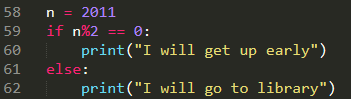 58 n = 2011
59 if n%2 == 0:
60     print("I will get up early")
61 else:
62     print("I will go to library")